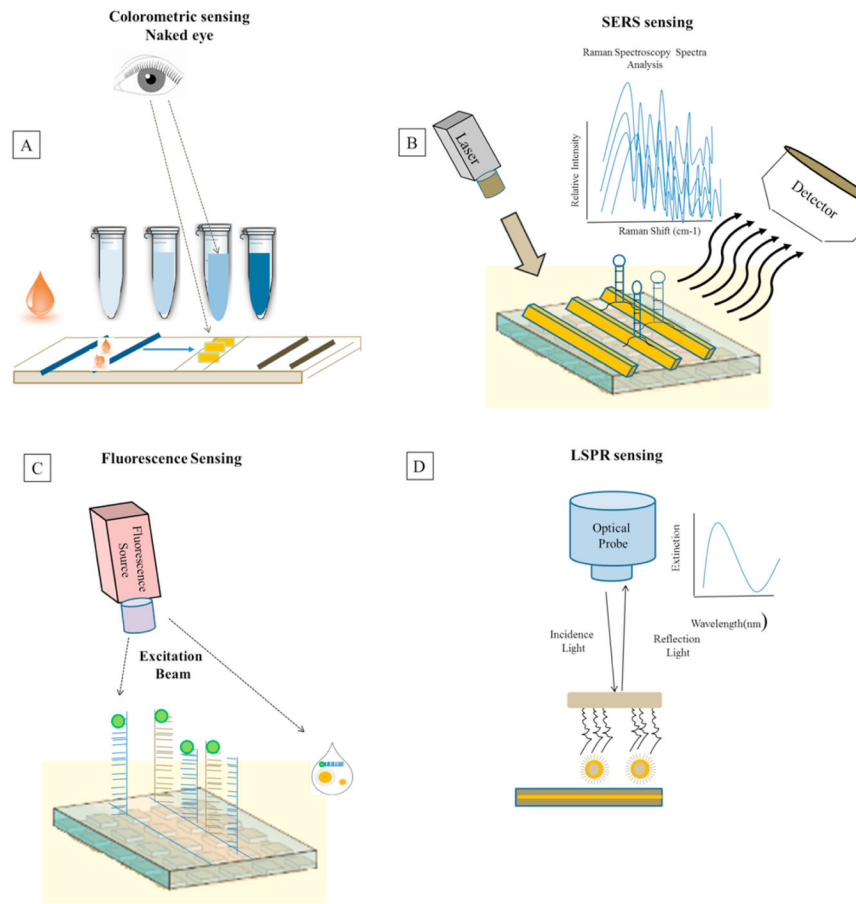 Colorometric sensing
Naked eye
A
SERS sensing
Raman Spectroscopy Spectra
Analysis
B
Laser
Relative Intensity
Raman Shift (cm-1)
Detector
C
Fluorescence Sensing
Fluorescence
Source
Excitation
Beam
D
LSPR sensing
Optical
Probe
Extinction
Wavelength(nm)
Incidence
Light
Reflection
Light